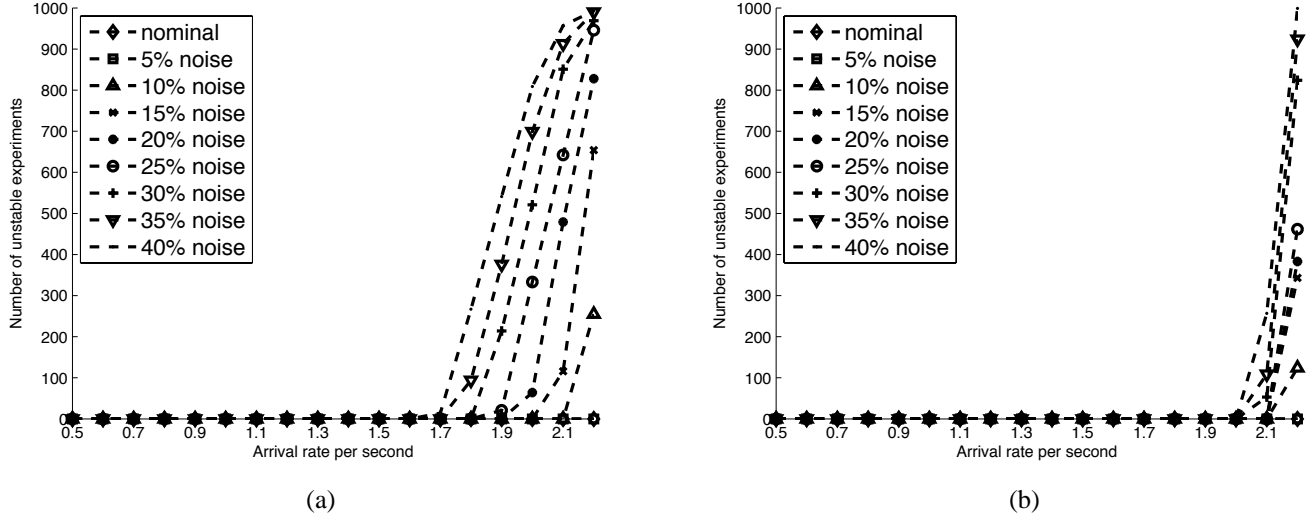 1000
900
800
700
600
500
400
300
200
100
0
Number of unstable experiments
nominal
5% noise
10% noise
15% noise
20% noise
25% noise
30% noise
35% noise
40% noise
0.5 0.7 0.9 1.1 1.3 1.5 1.7 1.9 2.1
Arrival rate per second
(a)
1000
900
800
700
600
500
400
300
200
100
0
Number of unstable experiments
nominal
5% noise
10% noise
15% noise
20% noise
25% noise
30% noise
35% noise
40% noise
0.5 0.7 0.9 1.1 1.3 1.5 1.7 1.9 2.1
Arrival rate per second
(b)